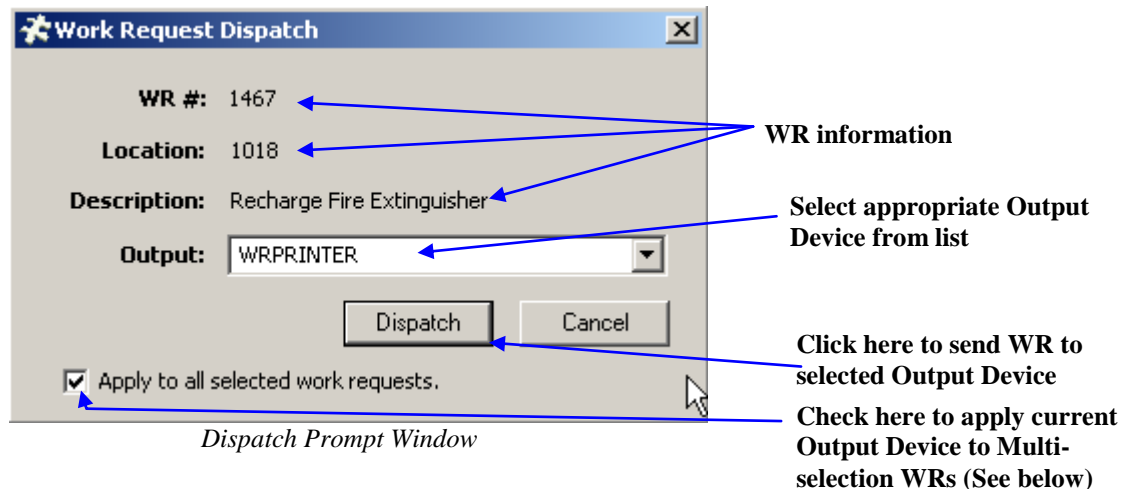 Work Request Dispatch
WR #: 1467
WR information
Location: 1018
Description: Recharge Fire Extinguisher
Select appropriate Output
Device from list
Output: WRPRINTER
Dispatch Cancel
Click here to send WR to
selected Output Device
Apply to all selected work requests.
Check here to apply current
Output Device to Multi-
selection WRs (See below)
Dispatch Prompt Window